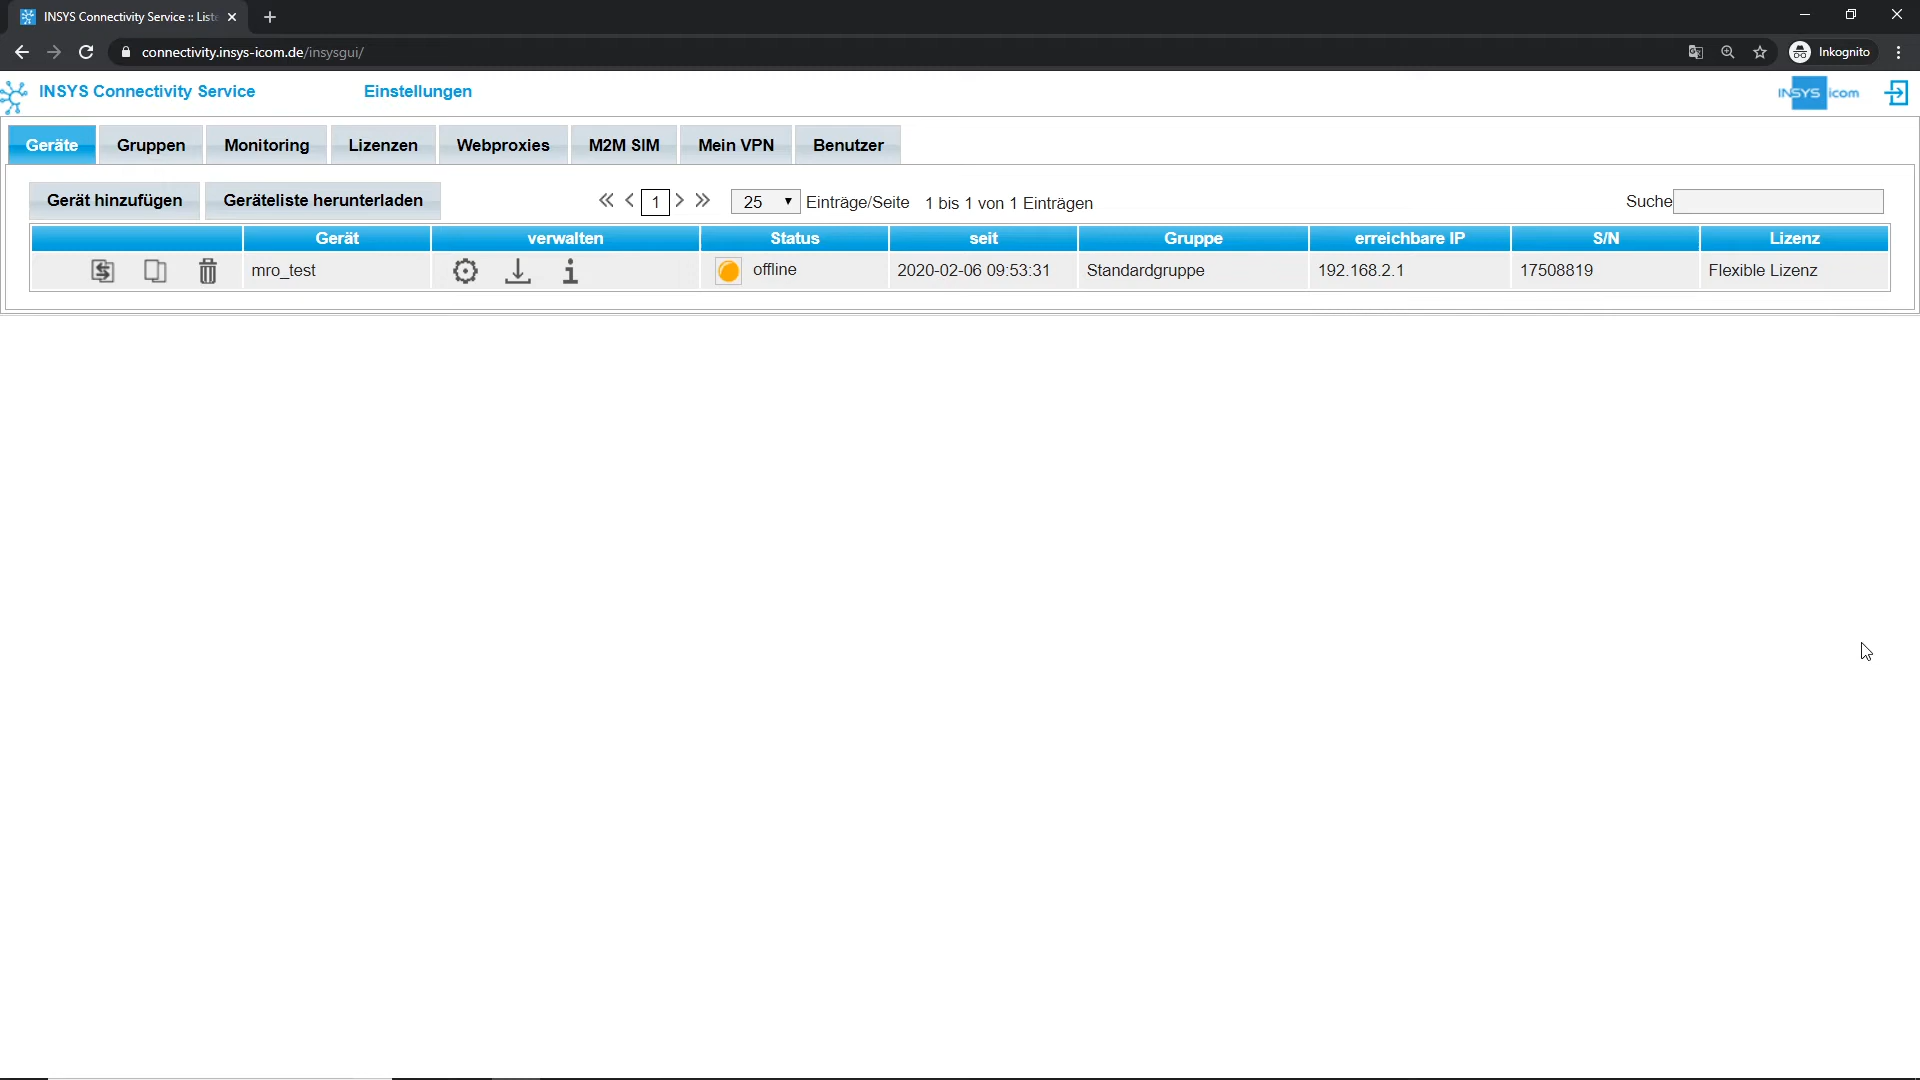 INSYS Connectivity Service :: Liste
connectivity.insys-icom.de/insysgui/
Inkognito
INSYS Connectivity Service
Einstellungen
INSYS icom
Geräte Gruppen Monitoring Lizenzen Webproxies M2M SIM Mein VPN Benutzer
Gerät hinzufügen Geräteliste herunterladen 1 25 Einträge/Seite 1 bis 1 von 1 Einträgen Suche
Gerät verwalten Status seit Gruppe erreichbare IP S/N Lizenz
mro_test offline 2020-02-06 09:53:31 Standardgruppe 192.168.2.1 17508819 Flexible Lizenz